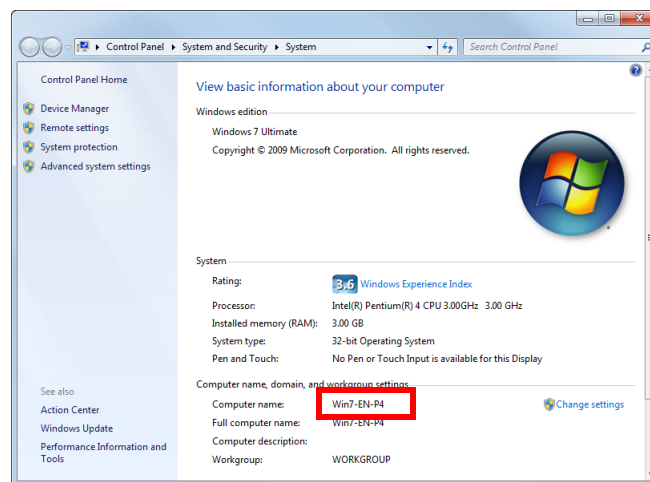 Control Panel ▸ System and Security ▸ System
Search Control Panel
Control Panel Home
Device Manager
Remote settings
System protection
Advanced system settings
See also
Action Center
Windows Update
Performance Information and
Tools
View basic information about your computer
Windows edition
Windows 7 Ultimate
Copyright © 2009 Microsoft Corporation. All rights reserved.
System
Rating: 3.6 Windows Experience Index
Processor: Intel(R) Pentium(R) 4 CPU 3.00GHz 3.00 GHz
Installed memory (RAM): 3.00 GB
System type: 32-bit Operating System
Pen and Touch: No Pen or Touch Input is available for this Display
Computer name, domain, and workgroup settings
Computer name: Win7-EN-P4 Change settings
Full computer name: Win7-EN-P4
Computer description:
Workgroup: WORKGROUP